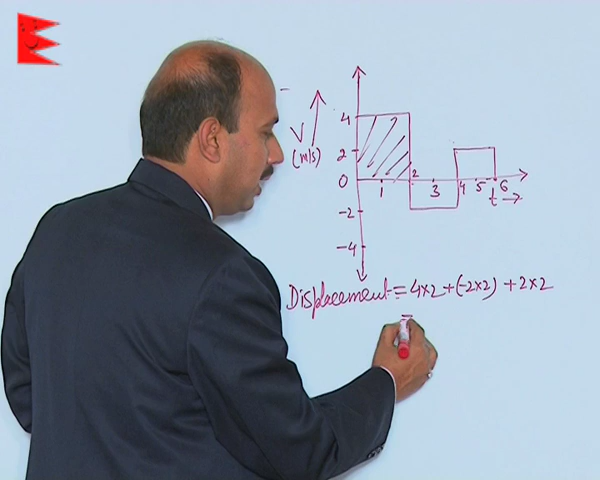 4
V
(m/s)
2
0 1 2 3 4 5 6
t →
-2
-4
Displacement = 4×2+(-2×2) + 2×2
=